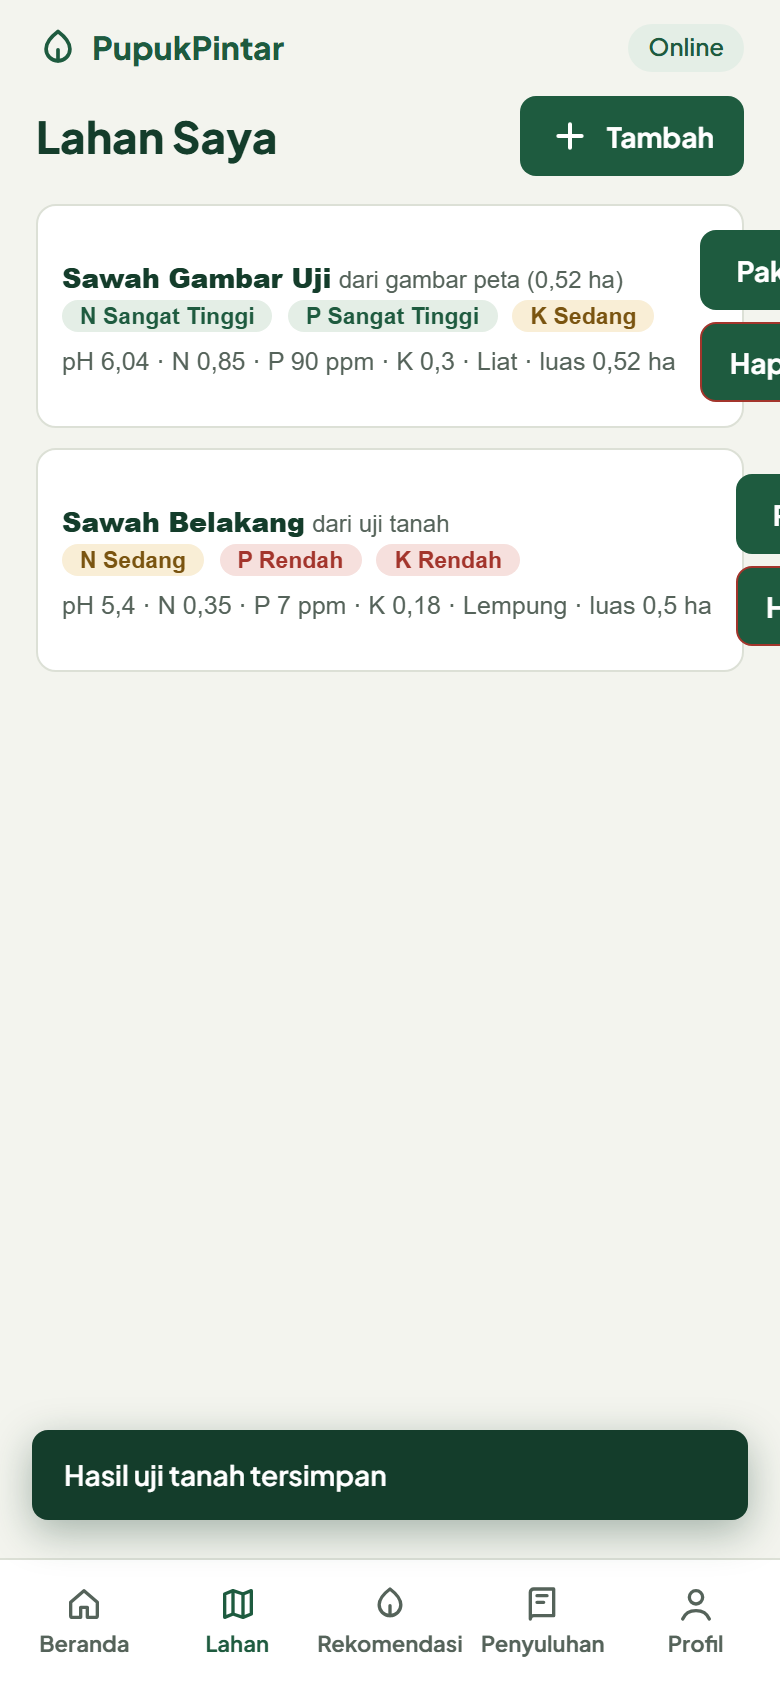 PupukPintar
Online
Lahan Saya
Tambah
Sawah Gambar Uji dari gambar peta (0,52 ha)
N Sangat Tinggi P Sangat Tinggi K Sedang
pH 6,04 · N 0,85 · P 90 ppm · K 0,3 · Liat · luas 0,52 ha
Pak
Hap
Sawah Belakang dari uji tanah
N Sedang P Rendah K Rendah
pH 5,4 · N 0,35 · P 7 ppm · K 0,18 · Lempung · luas 0,5 ha
H
Hasil uji tanah tersimpan
Beranda
Lahan
Rekomendasi
Penyuluhan
Profil